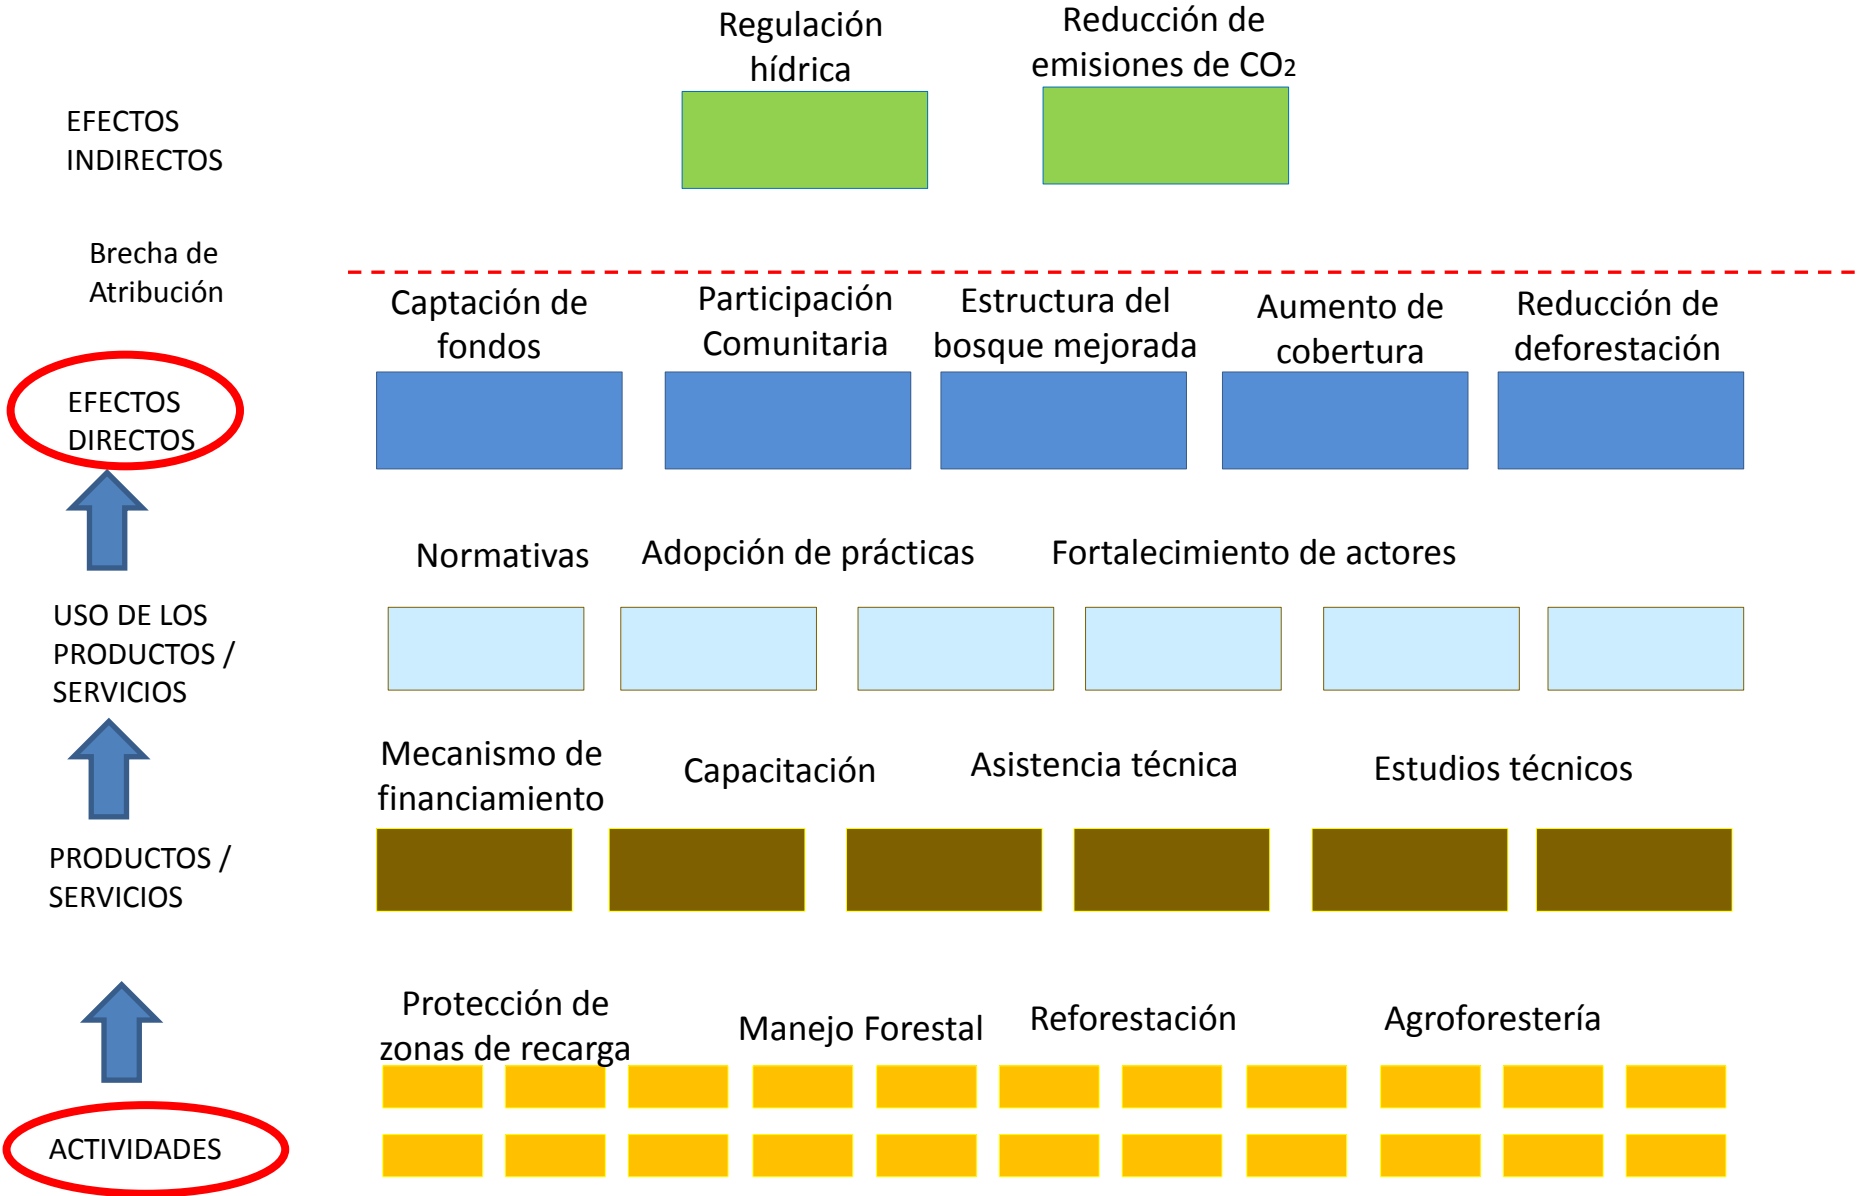 Regulación
hídrica
Reducción de
emisiones de CO2
EFECTOS
INDIRECTOS
Brecha de
Atribución
Captación de
fondos
Participación
Comunitaria
Estructura del
bosque mejorada
Aumento de
cobertura
Reducción de
deforestación
EFECTOS
DIRECTOS
Normativas
Adopción de prácticas
Fortalecimiento de actores
USO DE LOS
PRODUCTOS /
SERVICIOS
Mecanismo de
financiamiento
Capacitación
Asistencia técnica
Estudios técnicos
PRODUCTOS /
SERVICIOS
Protección de
zonas de recarga
Manejo Forestal
Reforestación
Agroforestería
ACTIVIDADES